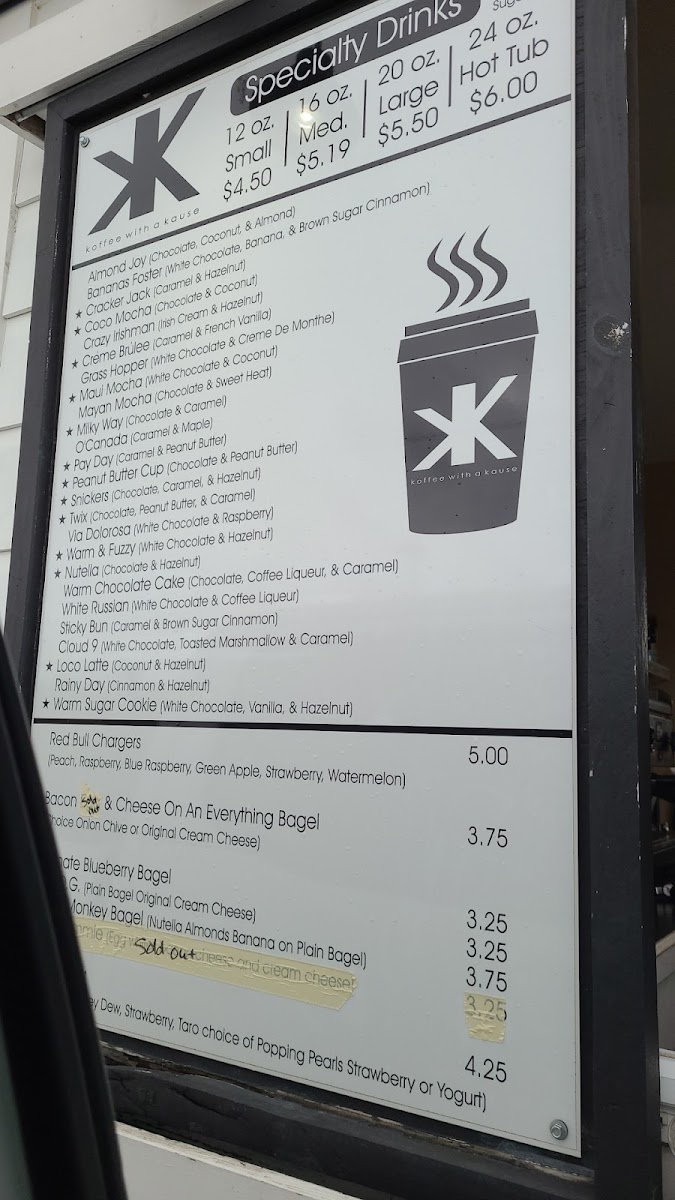 Specialty Drinks
Suga
12 oz.
Small
$4.50
16 oz.
Med.
$5.19
20 oz.
Large
$5.50
24 oz.
Hot Tub
$6.00
KK
koffee with a kause
Almond Joy (Chocolate, Coconut, & Almond)
Bananas Foster (White Chocolate, Banana, & Brown Sugar Cinnamon)
★ Cracker Jack (Caramel & Hazelnut)
★ Coco Mocha (Chocolate & Coconut)
Crazy Irishman (Irish Cream & Hazelnut)
★ Creme Brûlee (Caramel & French Vanilla)
Grass Hopper (White Chocolate & Creme De Monthe)
★ Maui Mocha (White Chocolate & Coconut)
Mayan Mocha (Chocolate & Sweet Heat)
★ Milky Way (Chocolate & Caramel)
O'Canada (Caramel & Maple)
★ Pay Day (Caramel & Peanut Butter)
★ Peanut Butter Cup (Chocolate & Peanut Butter)
★ Snickers (Chocolate, Caramel, & Hazelnut)
★ Twix (Chocolate, Peanut Butter, & Caramel)
Via Dolorosa (White Chocolate & Raspberry)
★ Warm & Fuzzy (White Chocolate & Hazelnut)
★ Nutella (Chocolate & Hazelnut)
Warm Chocolate Cake (Chocolate, Coffee Liqueur, & Caramel)
White Russian (White Chocolate & Coffee Liqueur)
Sticky Bun (Caramel & Brown Sugar Cinnamon)
Cloud 9 (White Chocolate, Toasted Marshmallow & Caramel)
★ Loco Latte (Coconut & Hazelnut)
Rainy Day (Cinnamon & Hazelnut)
★ Warm Sugar Cookie (White Chocolate, Vanilla, & Hazelnut)
KK
koffee with a kause
Red Bull Chargers 5.00
(Peach, Raspberry, Blue Raspberry, Green Apple, Strawberry, Watermelon)
Bacon Sold out & Cheese On An Everything Bagel 3.75
hoice Onion Chive or Original Cream Cheese)
Blueberry Bagel 3.25
G. (Plain Bagel Original Cream Cheese) 3.25
Monkey Bagel (Nutella Almonds Banana on Plain Bagel) 3.75
(Egg cheese and cream cheese) 3.25
Sold out
4.25
ey Dew, Strawberry, Taro choice of Popping Pearls Strawberry or Yogurt)